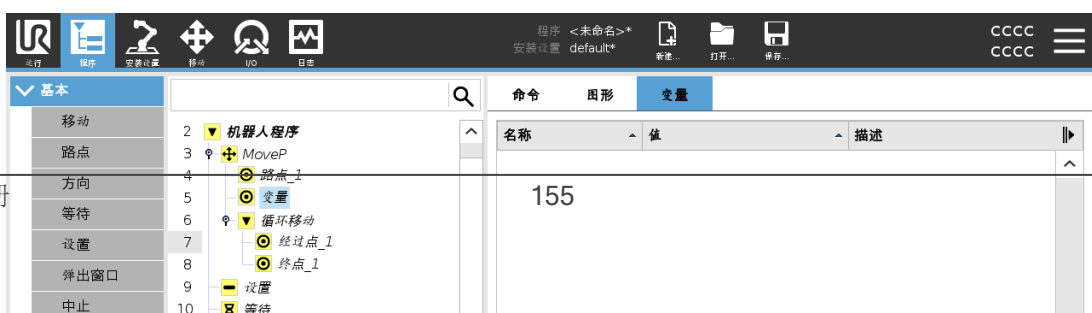 程序 <未命名>*
安装设置 default*
CCCC
CCCC
运行 程序 安装设置 移动 I/O 日志 新建... 打开... 保存...
基本
移动
路点
方向
等待
设置
弹出窗口
中止
2 机器人程序
3 MoveP
4 路点_1
5 变量
6 循环移动
7 经过点_1
8 终点_1
9 设置
10 等待
命令 图形 变量
名称 值 描述
册
155